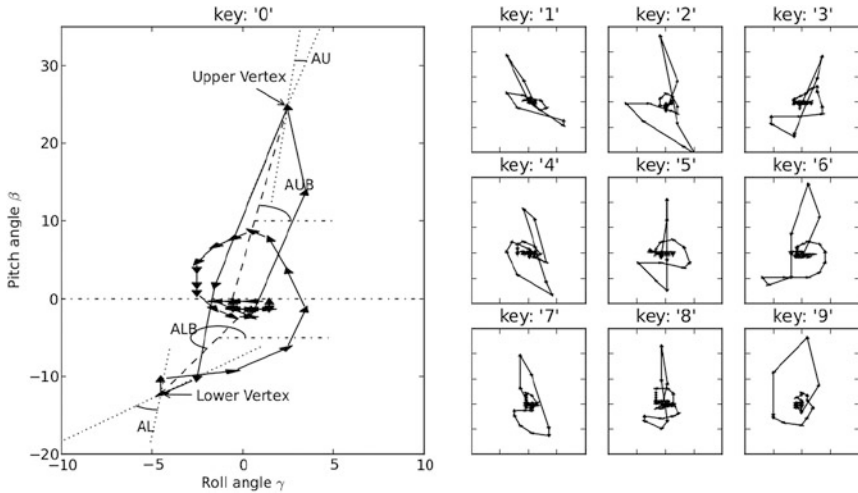 key: '0'
Pitch angle β
30
20
10
0
−10
−20
−10
−5
0
5
10
Roll angle γ
AU
Upper Vertex
AUB
ALB
Lower Vertex
AL
key: '1'
key: '2'
key: '3'
key: '4'
key: '5'
key: '6'
key: '7'
key: '8'
key: '9'